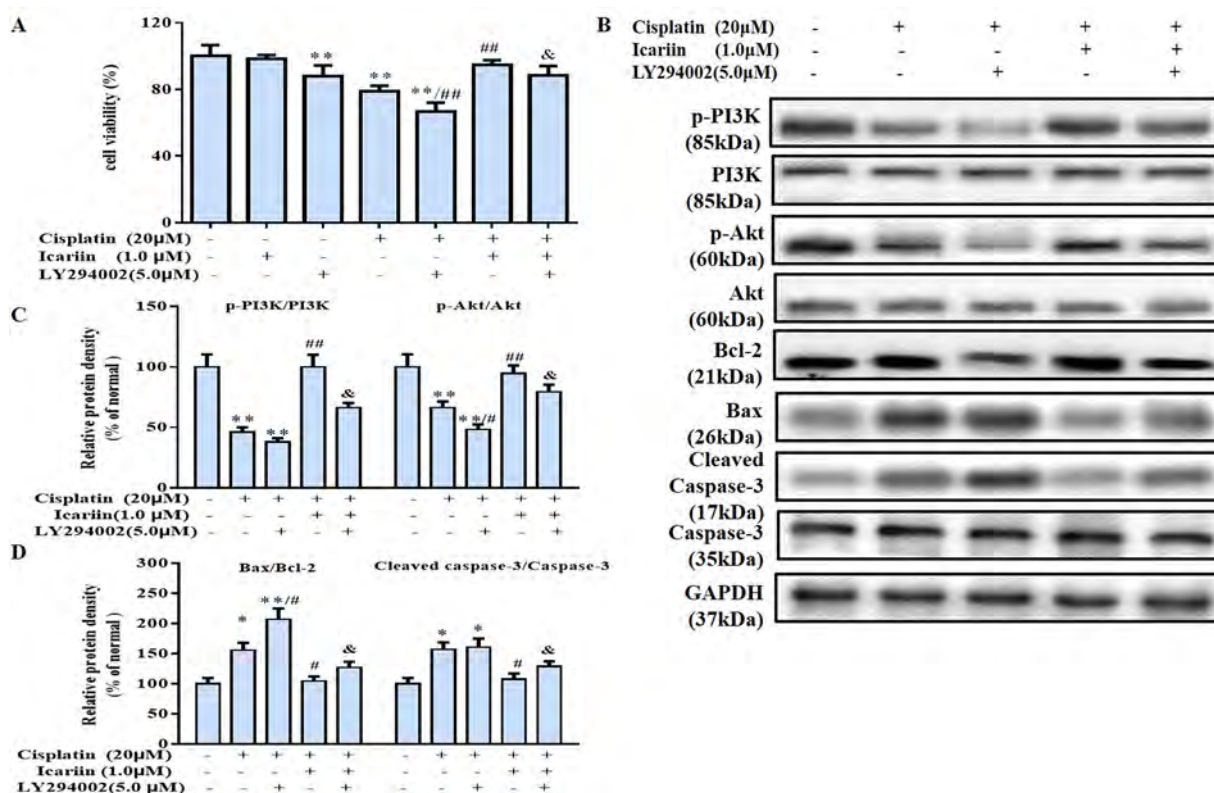 A
120
80
40
0
cell viability (%)
**
**
**/##
##
&
Cisplatin (20μM) - - - + + + +
Icariin (1.0 μM) - + - - - + +
LY294002(5.0μM) - - + - + - +
C
p-PI3K/PI3K p-Akt/Akt
150
100
50
0
Relative protein density
(% of normal)
**
**
##
&
**
**/#
##
&
Cisplatin (20μM) - + + + + - + + + +
Icariin(1.0 μM) - - - + + - - - + +
LY294002(5.0μM) - - + - + - - + - +
D
Bax/Bcl-2 Cleaved caspase-3/Caspase-3
300
250
200
150
100
50
0
Relative protein density
(% of normal)
*
**/#
#
&
*
*
#
&
Cisplatin (20μM) - + + + + - + + + +
Icariin (1.0μM) - - - + + - - - + +
LY294002(5.0 μM) - - + - + - - + - +
B
Cisplatin (20μM) - + + + +
Icariin (1.0μM) - - - + +
LY294002(5.0μM) - - + - +
p-PI3K
(85kDa)
PI3K
(85kDa)
p-Akt
(60kDa)
Akt
(60kDa)
Bcl-2
(21kDa)
Bax
(26kDa)
Cleaved
Caspase-3
(17kDa)
Caspase-3
(35kDa)
GAPDH
(37kDa)